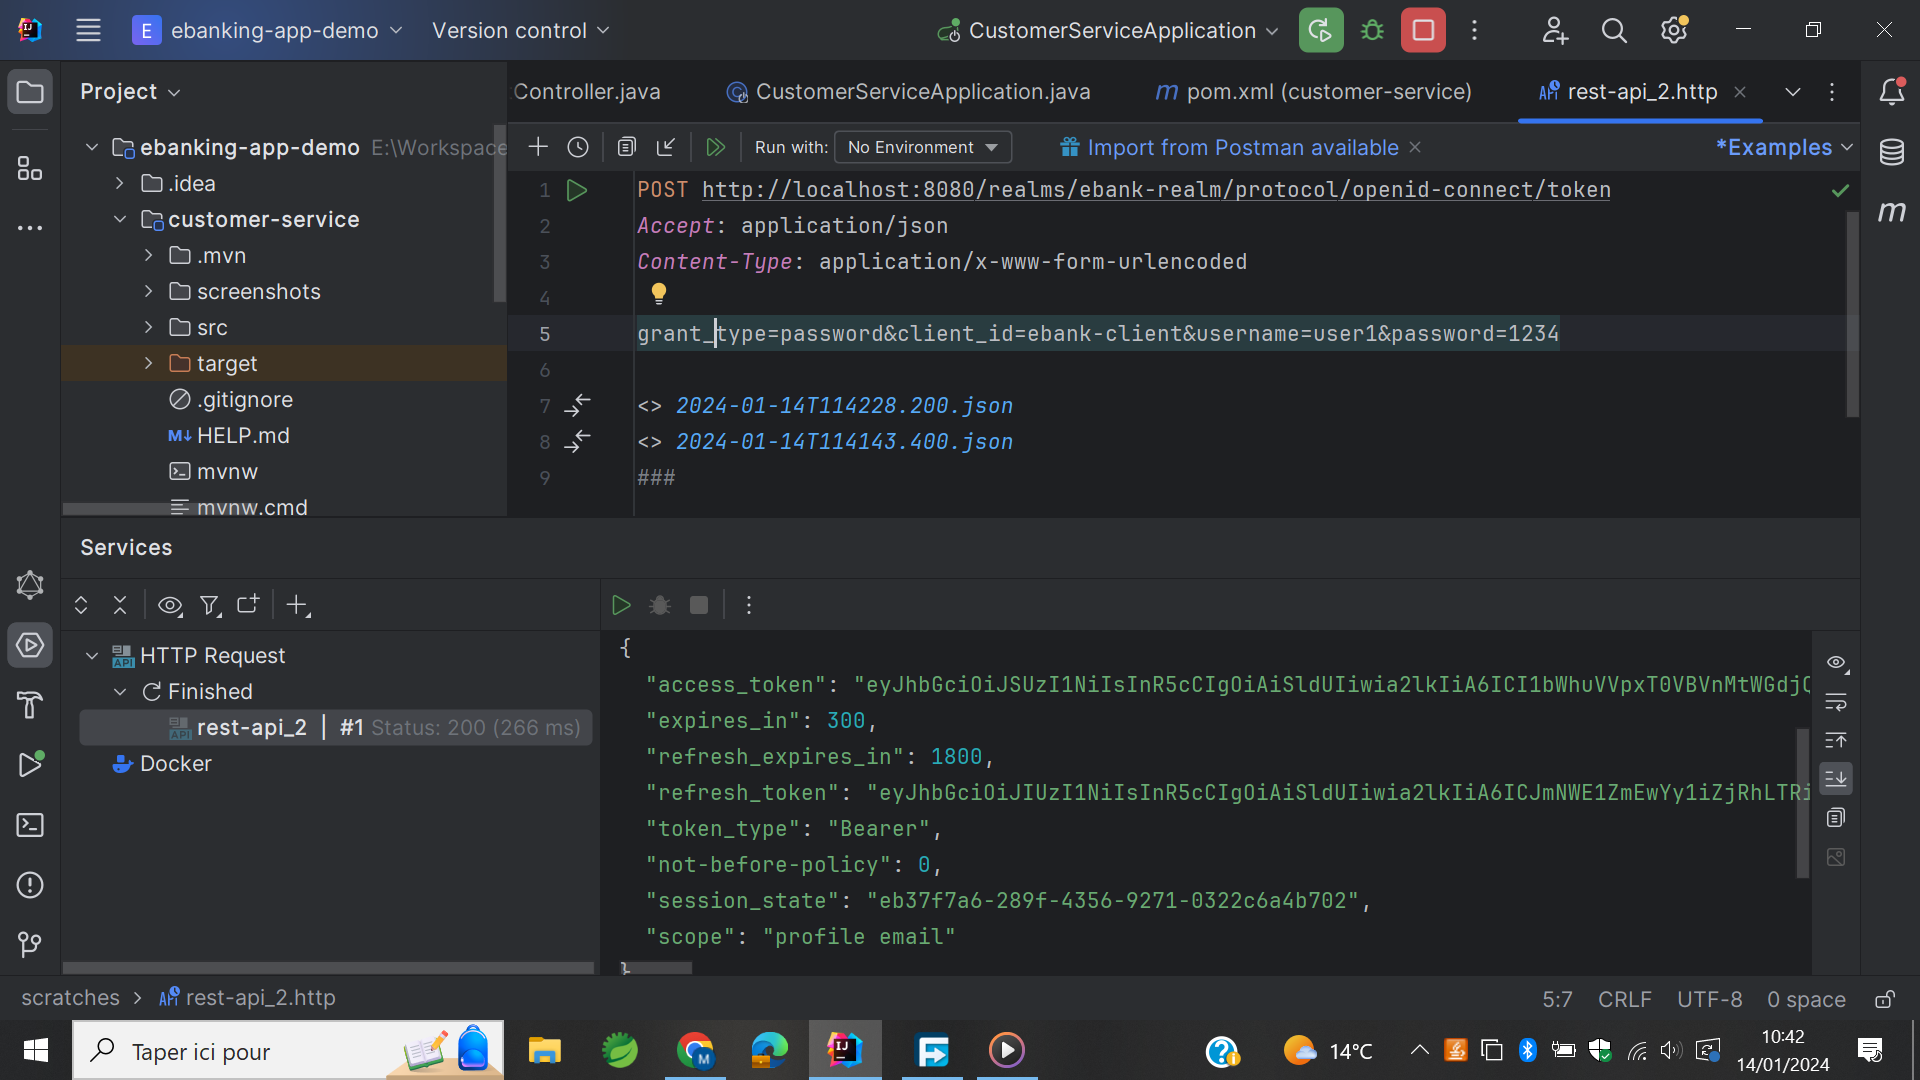 E ebanking-app-demo Version control CustomerServiceApplication
Project
Controller.java CustomerServiceApplication.java pom.xml (customer-service) rest-api_2.http
ebanking-app-demo E:\Workspace
.idea
customer-service
.mvn
screenshots
src
target
.gitignore
HELP.md
mvnw
mvnw.cmd
Run with: No Environment Import from Postman available *Examples
1 POST http://localhost:8080/realms/ebank-realm/protocol/openid-connect/token
2 Accept: application/json
3 Content-Type: application/x-www-form-urlencoded
4
5 grant_type=password&client_id=ebank-client&username=user1&password=1234
6
7 <> 2024-01-14T114228.200.json
8 <> 2024-01-14T114143.400.json
9 ###
Services
HTTP Request
Finished
rest-api_2 | #1 Status: 200 (266 ms)
Docker
{
"access_token": "eyJhbGciOiJSUzI1NiIsInR5cCIgOiAiSldUIiwia2lkIiA6ICI1bWhuVVpxT0VBVnMtWGdjQ
"expires_in": 300,
"refresh_expires_in": 1800,
"refresh_token": "eyJhbGciOiJIUzI1NiIsInR5cCIgOiAiSldUIiwia2lkIiA6ICJmNWE1ZmEwYy1iZjRhLTRi
"token_type": "Bearer",
"not-before-policy": 0,
"session_state": "eb37f7a6-289f-4356-9271-0322c6a4b702",
"scope": "profile email"
}
scratches > rest-api_2.http
5:7 CRLF UTF-8 0 space
Taper ici pour
14°C
10:42
14/01/2024